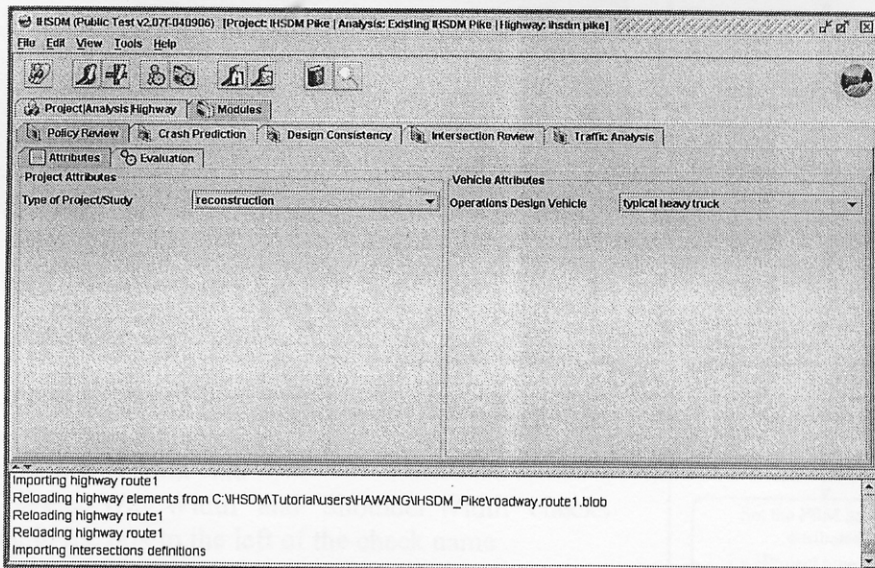 IHSDM (Public Test v2.07f-040906)  [Project: IHSDM Pike | Analysis: Existing IHSDM Pike | Highway: ihsdm pike]
File Edit View Tools Help
Project|Analysis|Highway Modules
Policy Review Crash Prediction Design Consistency Intersection Review Traffic Analysis
Attributes Evaluation
Project Attributes
Type of Project/Study reconstruction
Vehicle Attributes
Operations Design Vehicle typical heavy truck
Importing highway route1
Reloading highway elements from C:\IHSDM\Tutorial\users\HAWANG\IHSDM_Pike\roadway.route1.blob
Reloading highway route1
Reloading highway route1
Importing intersections definitions